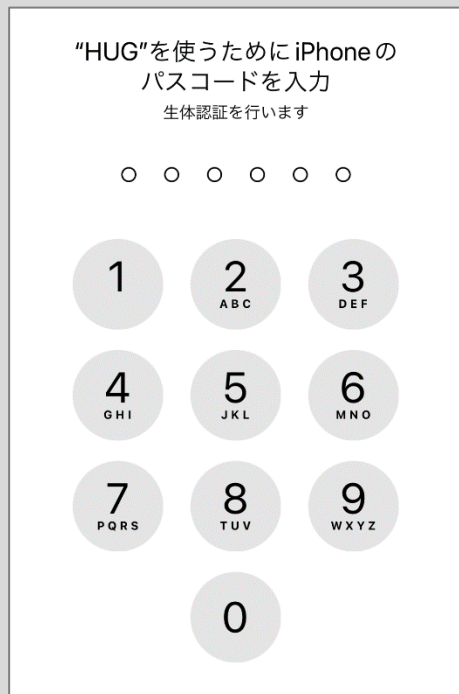 “HUG”を使うためにiPhoneの
パスコードを入力
生体認証を行います
1
2
ABC
3
DEF
4
GHI
5
JKL
6
MNO
7
PQRS
8
TUV
9
WXYZ
0